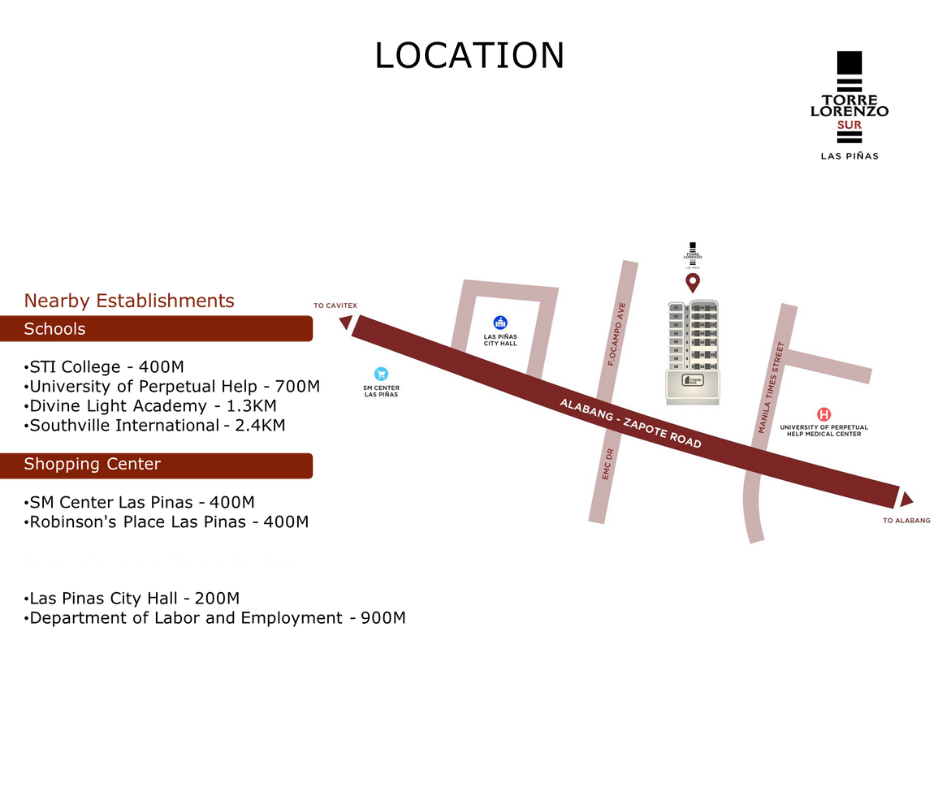 LOCATION
TORRE
LORENZO
SUR
LAS PIÑAS
Nearby Establishments
Schools
•STI College - 400M
•University of Perpetual Help - 700M
•Divine Light Academy - 1.3KM
•Southville International - 2.4KM
Shopping Center
•SM Center Las Pinas - 400M
•Robinson's Place Las Pinas - 400M
•Las Pinas City Hall - 200M
•Department of Labor and Employment - 900M
TO CAVITEX
SM CENTER
LAS PIÑAS
LAS PIÑAS
CITY HALL
F.OCAMPO AVE
EMC DR
TORRE
LORENZO
ALABANG - ZAPOTE ROAD
MANILA TIMES STREET
UNIVERSITY OF PERPETUAL
HELP MEDICAL CENTER
H
TO ALABANG